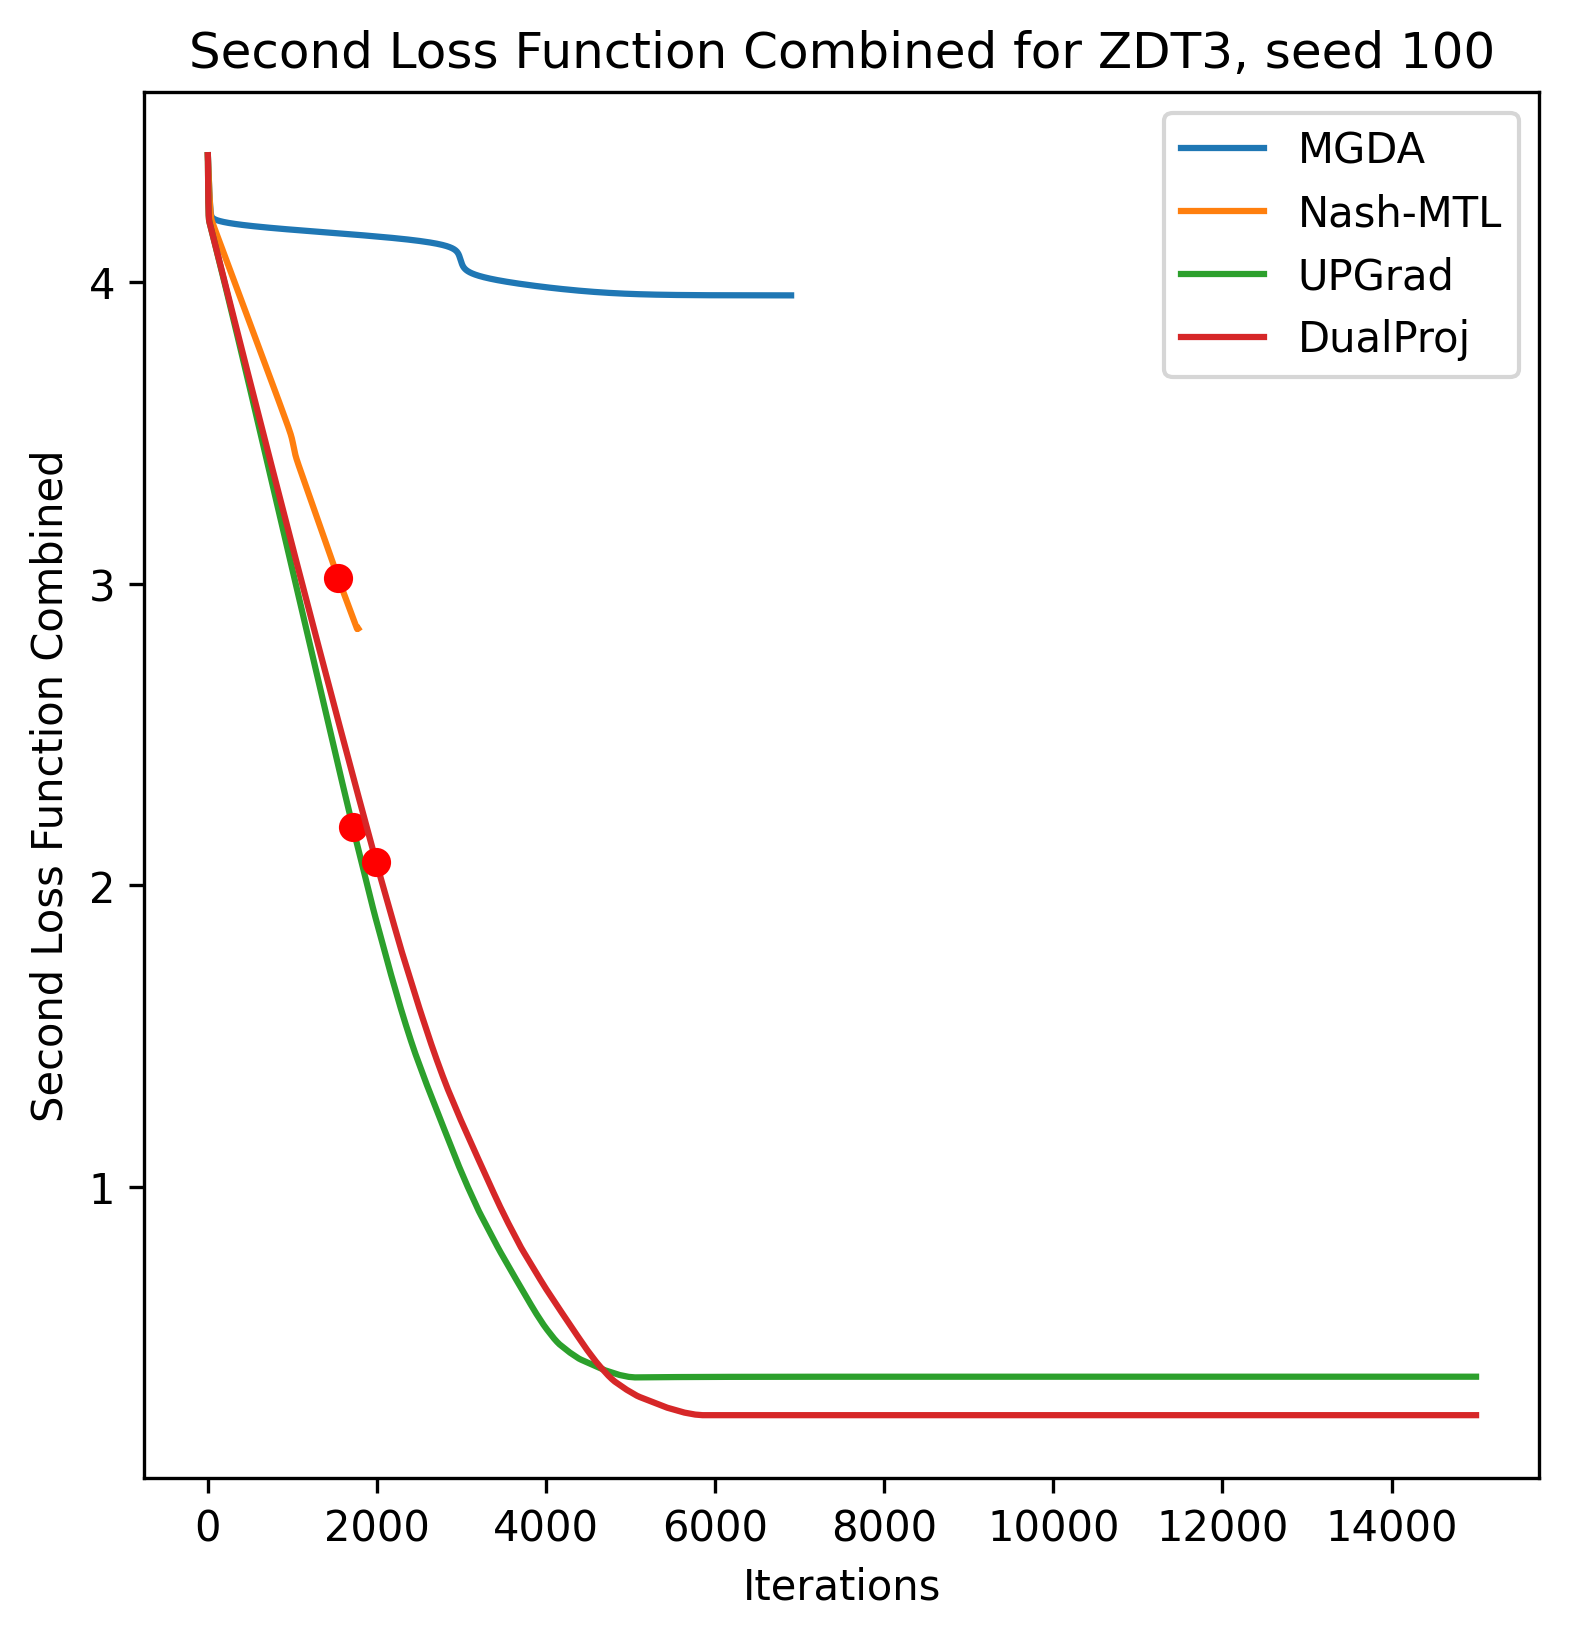 Second Loss Function Combined for ZDT3, seed 100
MGDA
Nash-MTL
UPGrad
DualProj
Second Loss Function Combined
4
3
2
1
0
2000
4000
6000
8000
10000
12000
14000
Iterations